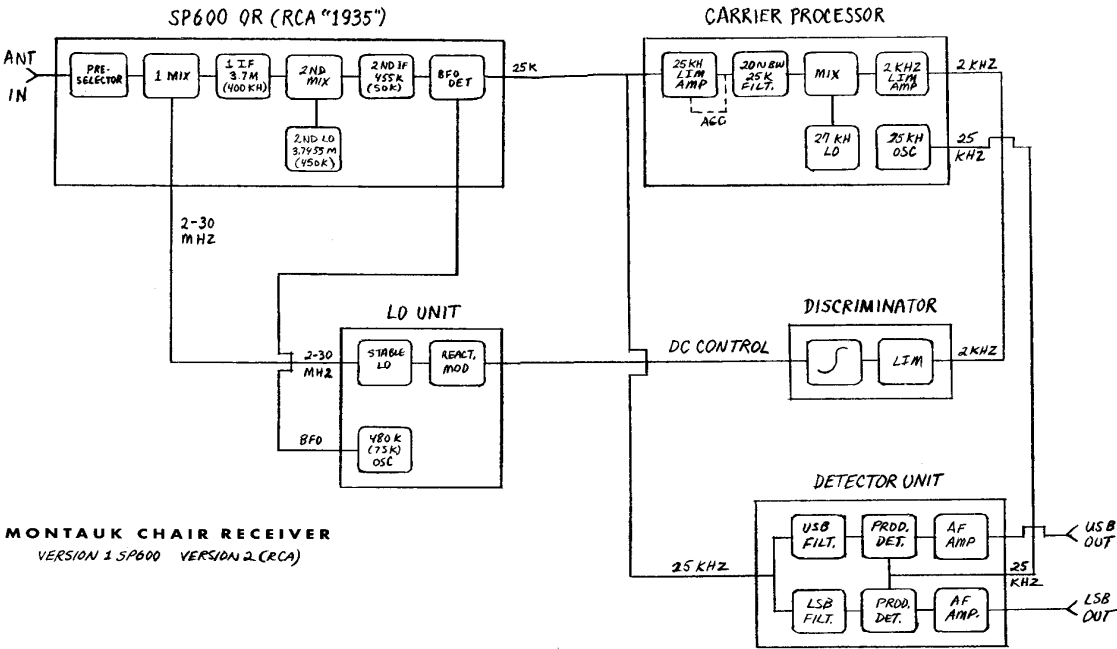 SP600 OR (RCA "1935")
CARRIER PROCESSOR
ANT
IN
PRE-
SELECTOR
1 MIX
1 IF
3.7M
(400 KH)
2ND
MIX
2ND IF
455K
(50K)
BFO
DET
25K
2ND LO
3.7455 M
(450K)
25 KH
LIM
AMP
AGC
20N BW
25K
FILT.
MIX
2 KHZ
LIM
AMP
2 KHZ
27 KH
LO
25 KH
OSC
25
KHZ
2-30
MHZ
LO UNIT
2-30
MHZ
STABLE
LO
REACT.
MOD
BFO
480 K
(75K)
OSC
DC CONTROL
DISCRIMINATOR
LIM
2 KHZ
DETECTOR UNIT
25 KHZ
USB
FILT.
PROD.
DET.
AF
AMP
USB
OUT
25
KHZ
LSB
FILT.
PROD.
DET.
AF
AMP.
LSB
OUT
MONTAUK CHAIR RECEIVER
VERSION 1 SP600 VERSION 2 (RCA)